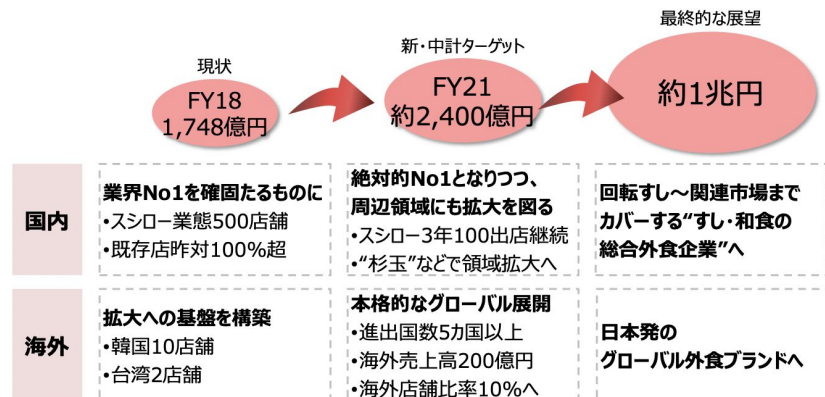 最終的な展望
新・中計ターゲット
現状
FY18
1,748億円
FY21
約2,400億円
約1兆円
国内
業界No1を確固たるものに
•スシロー業態500店舗
•既存店昨対100%超
絶対的No1となりつつ、
周辺領域にも拡大を図る
•スシロー3年100出店継続
•“杉玉”などで領域拡大へ
回転すし～関連市場まで
カバーする“すし・和食の
総合外食企業”へ
海外
拡大への基盤を構築
•韓国10店舗
•台湾2店舗
本格的なグローバル展開
•進出国数5カ国以上
•海外売上高200億円
•海外店舗比率10%へ
日本発の
グローバル外食ブランドへ